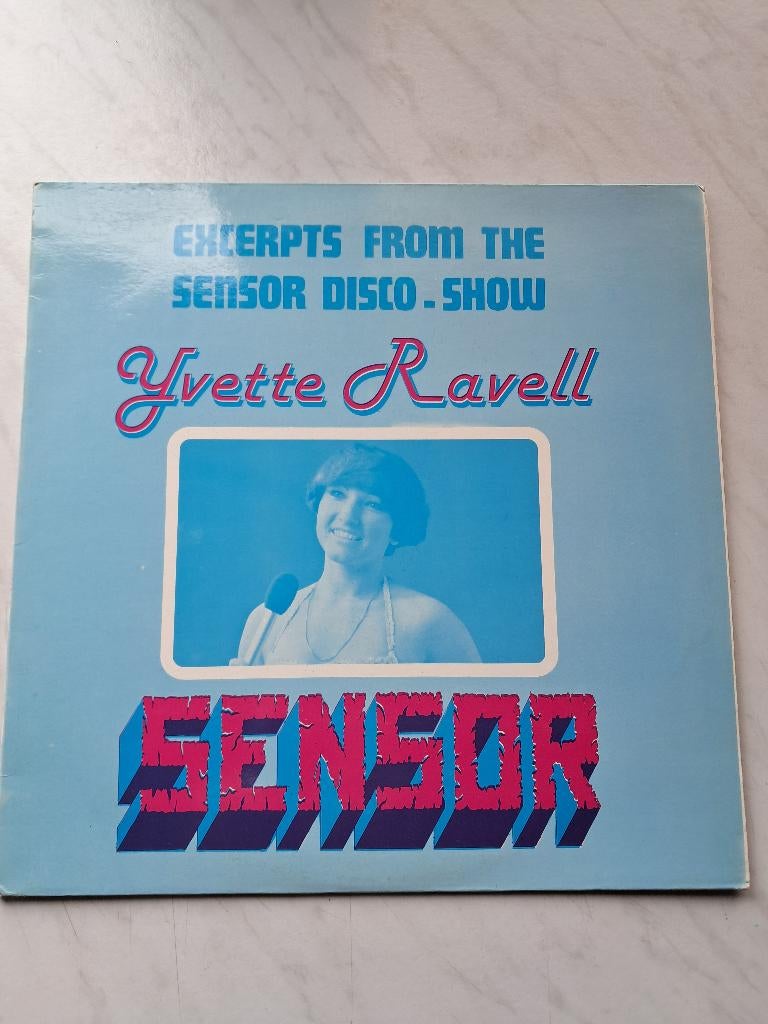 EXCERPTS FROM THE
SENSOR DISCO-SHOW
Yvette Ravell
SENSOR